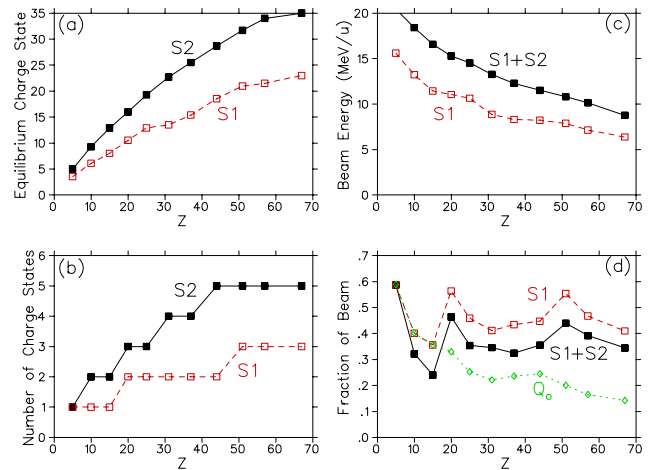 (a)
Equilibrium Charge State
35
30
25
20
15
10
5
0
S2
S1
0 10 20 30 40 50 60 70
Z
(c)
Beam Energy (MeV/u)
20
15
10
5
0
S1+S2
S1
0 10 20 30 40 50 60 70
Z
(b)
Number of Charge States
6
5
4
3
2
1
0
S2
S1
0 10 20 30 40 50 60 70
Z
(d)
Fraction of Beam
.7
.6
.5
.4
.3
.2
.1
.0
S1
S1+S2
Qo
0 10 20 30 40 50 60 70
Z